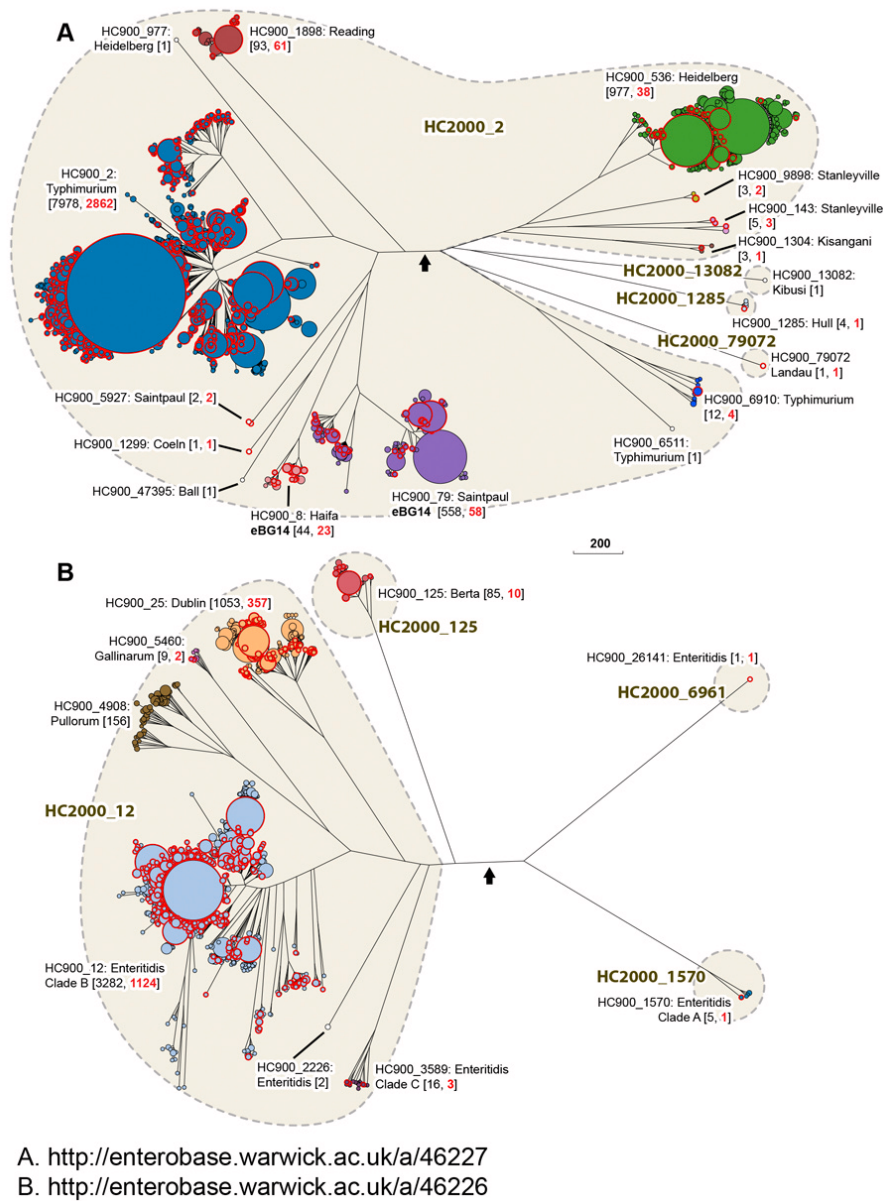 A
HC900_977:
Heidelberg [1]
HC900_1898: Reading
[93, 61]
HC900_536: Heidelberg
[977, 38]
HC2000_2
HC900_2:
Typhimurium
[7978, 2862]
HC900_9898: Stanleyville
[3, 2]
HC900_143: Stanleyville
[5, 3]
HC900_1304: Kisangani
[3, 1]
HC2000_13082
HC900_13082:
Kibusi [1]
HC2000_1285
HC900_1285: Hull [4, 1]
HC2000_79072
HC900_79072
Landau [1, 1]
HC900_6910: Typhimurium
[12, 4]
HC900_6511:
Typhimurium [1]
HC900_5927: Saintpaul [2, 2]
HC900_1299: Coeln [1, 1]
HC900_47395: Ball [1]
HC900_8: Haifa
eBG14 [44, 23]
HC900_79: Saintpaul
eBG14 [558, 58]
200
B
HC900_25: Dublin [1053, 357]
HC900_125: Berta [85, 10]
HC2000_125
HC900_5460:
Gallinarum
[9, 2]
HC900_26141: Enteritidis [1, 1]
HC2000_6961
HC900_4908:
Pullorum [156]
HC2000_12
HC900_12: Enteritidis
Clade B [3282, 1124]
HC2000_1570
HC900_1570: Enteritidis
Clade A [5, 1]
HC900_2226:
Enteritidis [2]
HC900_3589: Enteritidis
Clade C [16, 3]
A. http://enterobase.warwick.ac.uk/a/46227
B. http://enterobase.warwick.ac.uk/a/46226